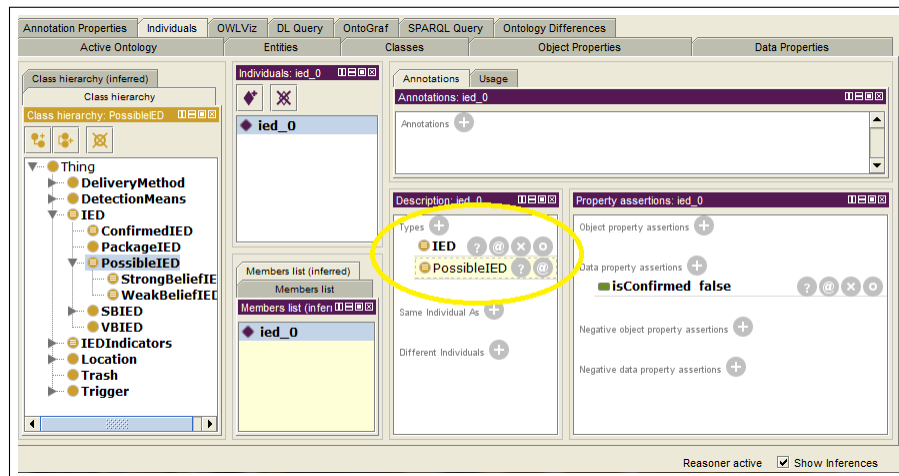 Annotation Properties Individuals OWLViz DL Query OntoGraf SPARQL Query Ontology Differences
Active Ontology Entities Classes Object Properties Data Properties
Class hierarchy (inferred)
Class hierarchy
Class hierarchy: PossibleIED
Thing
DeliveryMethod
DetectionMeans
IED
ConfirmedIED
PackageIED
PossibleIED
StrongBeliefIE
WeakBeliefIED
SBIED
VBIED
IEDIndicators
Location
Trash
Trigger
Individuals: ied_0
ied_0
Members list (inferred)
Members list
Members list (inferi
ied_0
Annotations Usage
Annotations: ied_0
Annotations
Description: ied_0
Types
IED
PossibleIED
Same Individual As
Different Individuals
Property assertions: ied_0
Object property assertions
Data property assertions
isConfirmed false
Negative object property assertions
Negative data property assertions
Reasoner active Show Inferences